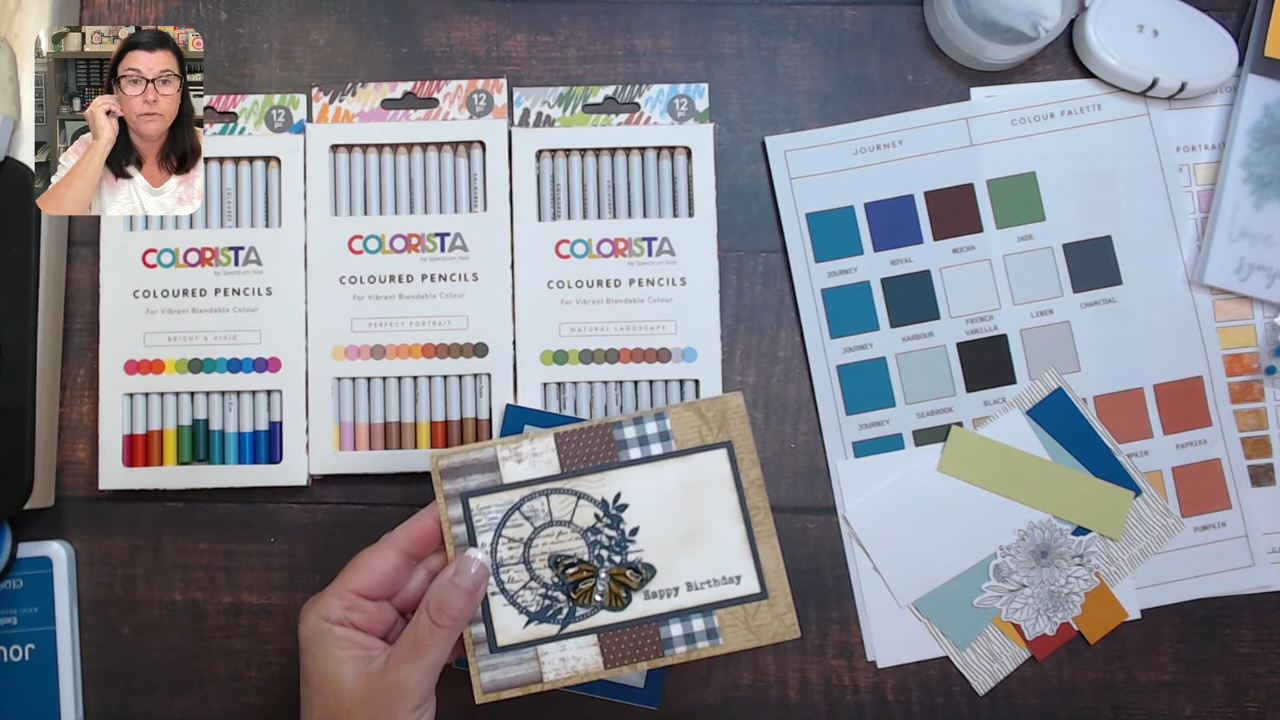 12
pc
COLORISTA
by Spectrum Noir
COLOURED PENCILS
For Vibrant Blendable Colour
BRIGHT & VIVID
12
pc
COLORISTA
by Spectrum Noir
COLOURED PENCILS
For Vibrant Blendable Colour
PERFECT PORTRAIT
12
pc
COLORISTA
by Spectrum Noir
COLOURED PENCILS
For Vibrant Blendable Colour
NATURAL LANDSCAPE
Happy Birthday
JOURNEY
COLOUR PALETTE
JOURNEY
ROYAL
MOCHA
JADE
JOURNEY
HARBOUR
FRENCH
VANILLA
LINEN
CHARCOAL
JOURNEY
SEABROOK
BLACK
PAPRIKA
PUMPKIN